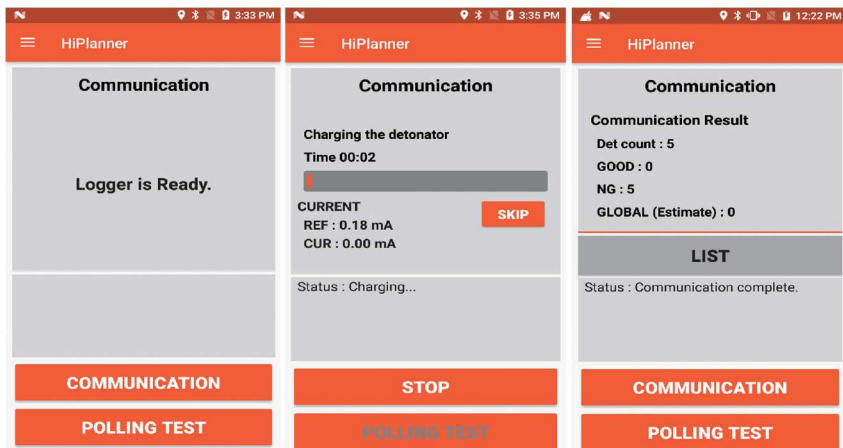 3:33 PM
HiPlanner
Communication
Logger is Ready.
COMMUNICATION
POLLING TEST
3:35 PM
HiPlanner
Communication
Charging the detonator
Time 00:02
CURRENT
REF : 0.18 mA
CUR : 0.00 mA
SKIP
Status : Charging...
STOP
POLLING TEST
12:22 PM
HiPlanner
Communication
Communication Result
Det count : 5
GOOD : 0
NG : 5
GLOBAL (Estimate) : 0
LIST
Status : Communication complete.
COMMUNICATION
POLLING TEST